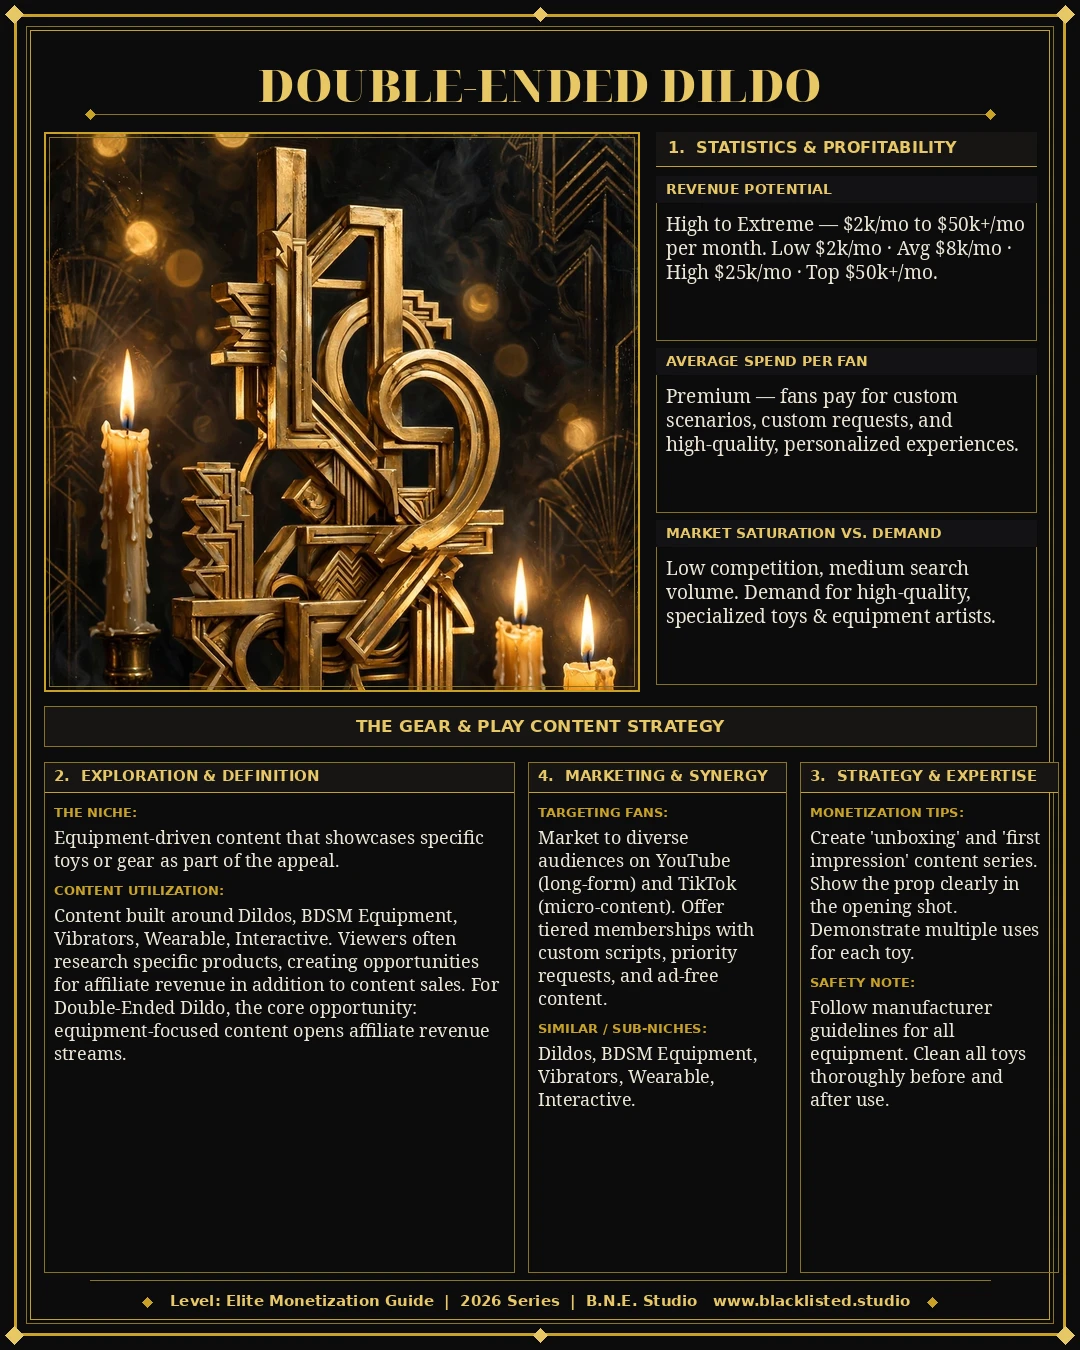 DOUBLE-ENDED DILDO
1. STATISTICS & PROFITABILITY
REVENUE POTENTIAL
High to Extreme — $2k/mo to $50k+/mo
per month. Low $2k/mo · Avg $8k/mo ·
High $25k/mo · Top $50k+/mo.
AVERAGE SPEND PER FAN
Premium — fans pay for custom
scenarios, custom requests, and
high-quality, personalized experiences.
MARKET SATURATION VS. DEMAND
Low competition, medium search
volume. Demand for high-quality,
specialized toys & equipment artists.
THE GEAR & PLAY CONTENT STRATEGY
2. EXPLORATION & DEFINITION
THE NICHE:
Equipment-driven content that showcases specific
toys or gear as part of the appeal.
CONTENT UTILIZATION:
Content built around Dildos, BDSM Equipment,
Vibrators, Wearable, Interactive. Viewers often
research specific products, creating opportunities
for affiliate revenue in addition to content sales. For
Double-Ended Dildo, the core opportunity:
equipment-focused content opens affiliate revenue
streams.
4. MARKETING & SYNERGY
TARGETING FANS:
Market to diverse
audiences on YouTube
(long-form) and TikTok
(micro-content). Offer
tiered memberships with
custom scripts, priority
requests, and ad-free
content.
SIMILAR / SUB-NICHES:
Dildos, BDSM Equipment,
Vibrators, Wearable,
Interactive.
3. STRATEGY & EXPERTISE
MONETIZATION TIPS:
Create 'unboxing' and 'first
impression' content series.
Show the prop clearly in
the opening shot.
Demonstrate multiple uses
for each toy.
SAFETY NOTE:
Follow manufacturer
guidelines for all
equipment. Clean all toys
thoroughly before and
after use.
Level: Elite Monetization Guide | 2026 Series | B.N.E. Studio www.blacklisted.studio